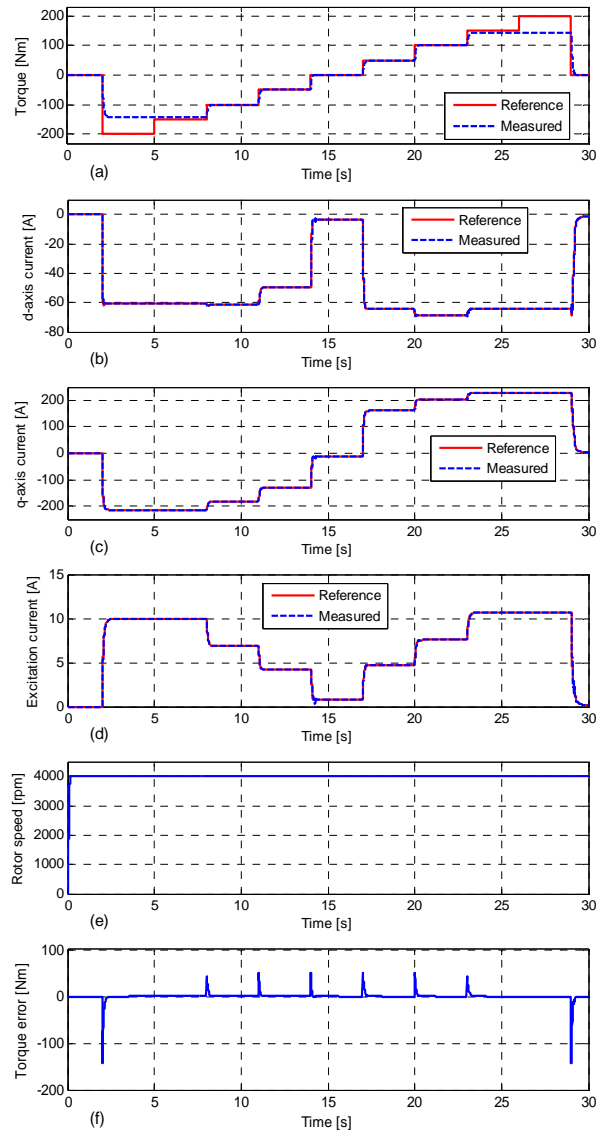 200
100
0
-100
-200
Torque [Nm]
Reference
Measured
0 5 10 15 20 25 30
(a)
Time [s]
0
-20
-40
-60
-80
d-axis current [A]
Reference
Measured
0 5 10 15 20 25 30
(b)
Time [s]
200
100
0
-100
-200
q-axis current [A]
Reference
Measured
0 5 10 15 20 25 30
(c)
Time [s]
15
10
5
0
Excitation current [A]
Reference
Measured
0 5 10 15 20 25 30
(d)
Time [s]
4000
3000
2000
1000
0
Rotor speed [rpm]
0 5 10 15 20 25 30
(e)
Time [s]
100
0
-100
-200
Torque error [Nm]
0 5 10 15 20 25 30
(f)
Time [s]